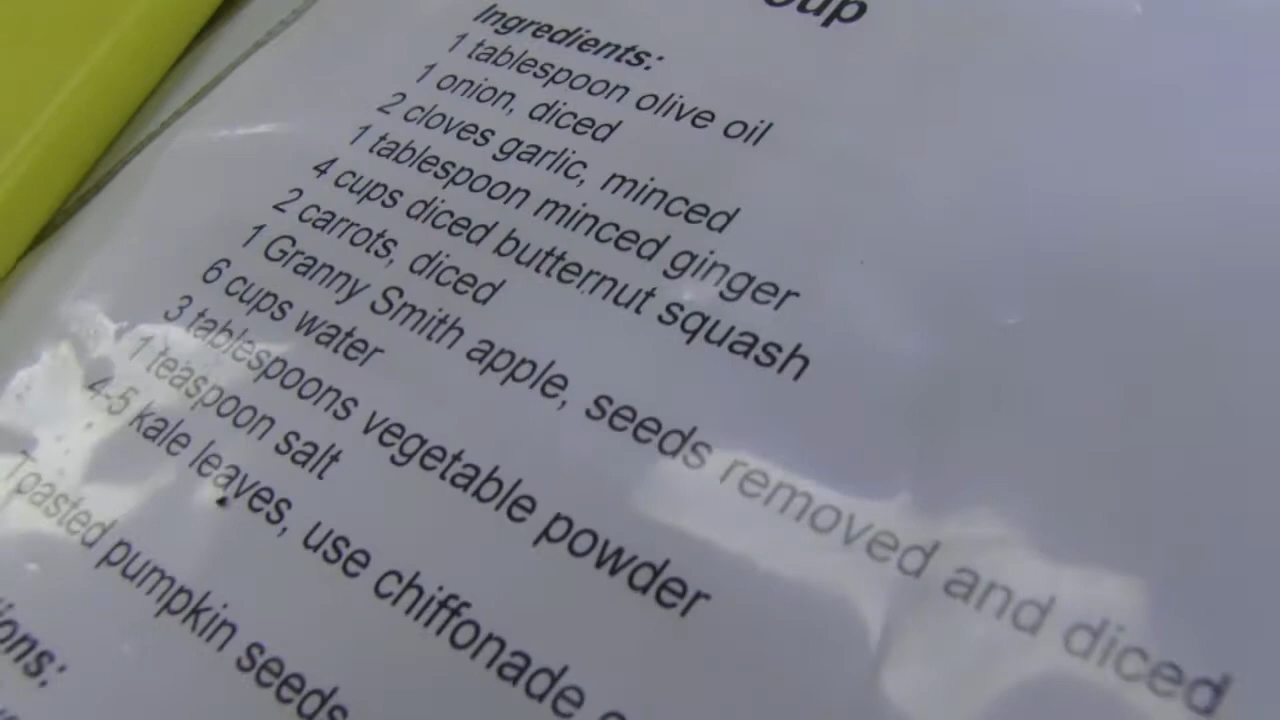 Ingredients:
1 tablespoon olive oil
1 onion, diced
2 cloves garlic, minced
1 tablespoon minced ginger
4 cups diced butternut squash
2 carrots, diced
1 Granny Smith apple, seeds removed and diced
6 cups water
3 tablespoons vegetable powder
1 teaspoon salt
4-5 kale leaves, use chiffonade
Toasted pumpkin seeds